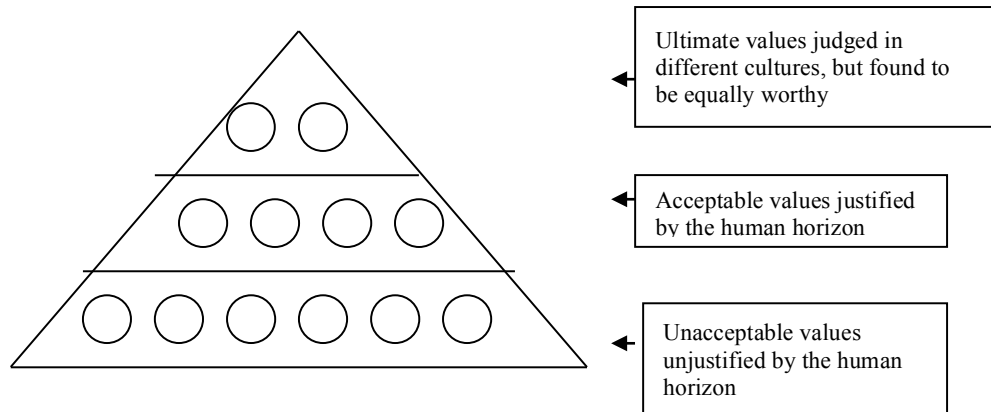 Ultimate values judged in
different cultures, but found to
be equally worthy
Acceptable values justified
by the human horizon
Unacceptable values
unjustified by the human
horizon